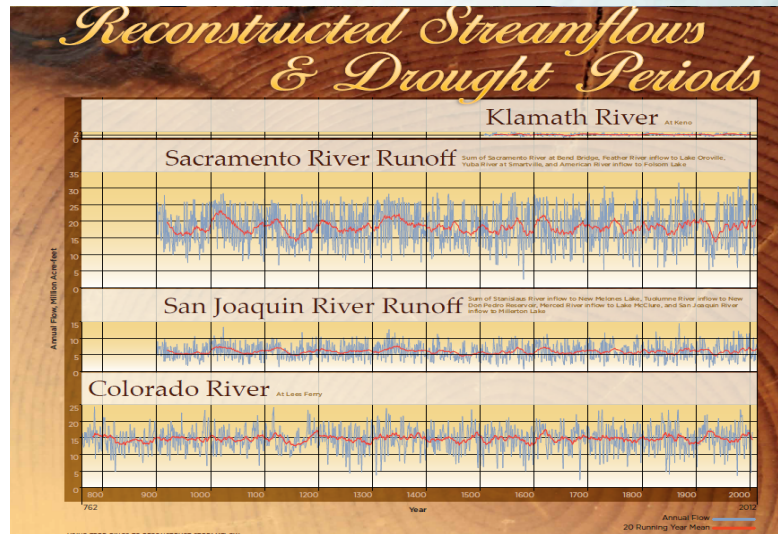 Reconstructed Streamflows
& Drought Periods
Klamath River At Keno
2
0
Sacramento River Runoff Sum of Sacramento River at Bend Bridge, Feather River inflow to Lake Oroville,
Yuba River at Smartville, and American River inflow to Folsom Lake
35
30
25
20
15
10
5
0
Annual Flow, Million Acre-feet
San Joaquin River Runoff Sum of Stanislaus River inflow to New Melones Lake, Tuolumne River inflow to New
Don Pedro Reservoir, Merced River inflow to Lake McClure, and San Joaquin River
inflow to Millerton Lake
15
10
5
0
Colorado River At Lees Ferry
25
20
15
10
5
0
800 900 1000 1100 1200 1300 1400 1500 1600 1700 1800 1900 2000
762 Year 2012
Annual Flow
20 Running Year Mean